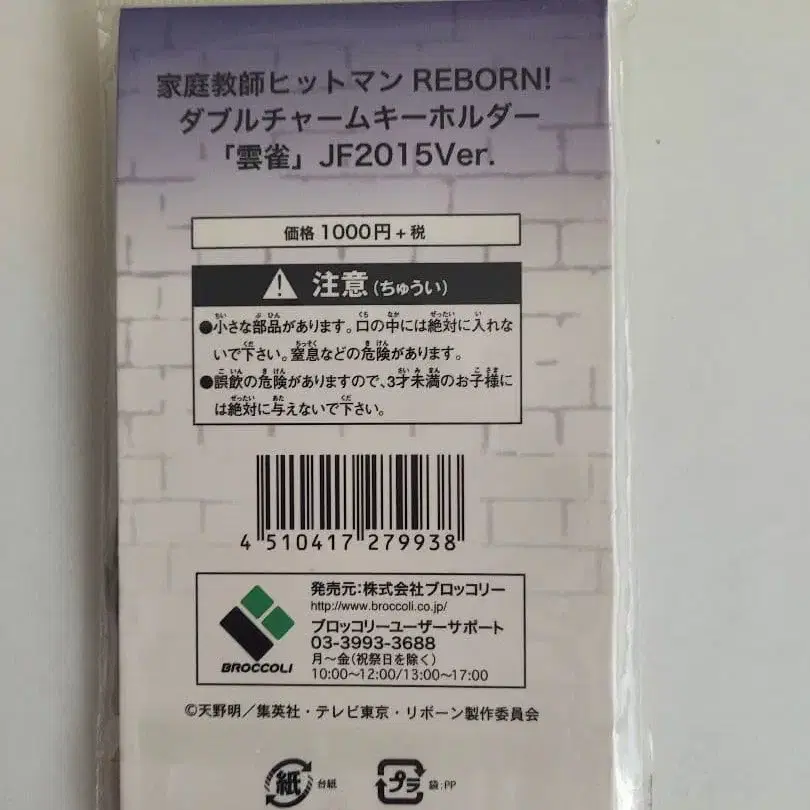 家庭教師ヒットマン REBORN!
ダブルチャームキーホルダー
「雲雀」JF2015Ver.
価格 1000円+税
注意(ちゅうい)
●小さな部品があります。口の中には絶対に入れな
いで下さい。窒息などの危険があります。
●誤飲の危険がありますので、3才未満のお子様に
は絶対に与えないで下さい。
4 510417 279938
発売元:株式会社ブロッコリー
http://www.broccoli.co.jp/
ブロッコリーユーザーサポート
03-3993-3688
月〜金(祝祭日を除く)
10:00〜12:00/13:00〜17:00
BROCCOLI
©天野明/集英社・テレビ東京・リボーン製作委員会
紙 台紙
プラ 袋:PP